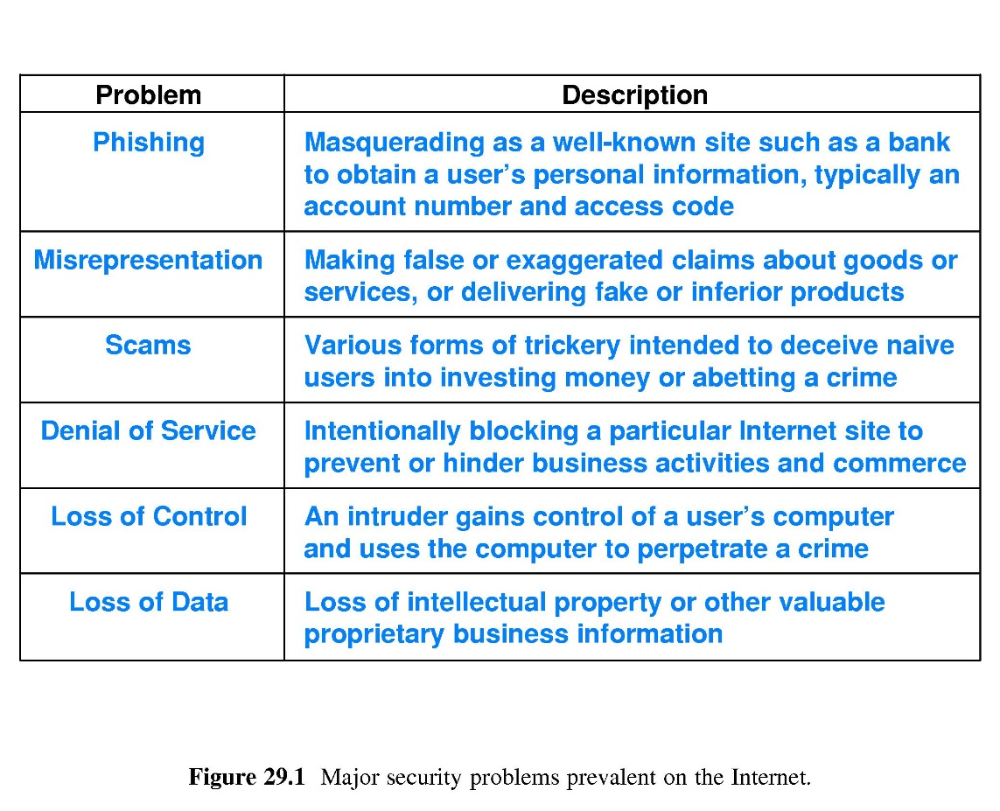 Problem
Description
Phishing
Masquerading as a well-known site such as a bank
to obtain a user’s personal information, typically an
account number and access code
Misrepresentation
Making false or exaggerated claims about goods or
services, or delivering fake or inferior products
Scams
Various forms of trickery intended to deceive naive
users into investing money or abetting a crime
Denial of Service
Intentionally blocking a particular Internet site to
prevent or hinder business activities and commerce
Loss of Control
An intruder gains control of a user’s computer
and uses the computer to perpetrate a crime
Loss of Data
Loss of intellectual property or other valuable
proprietary business information
Figure 29.1 Major security problems prevalent on the Internet.